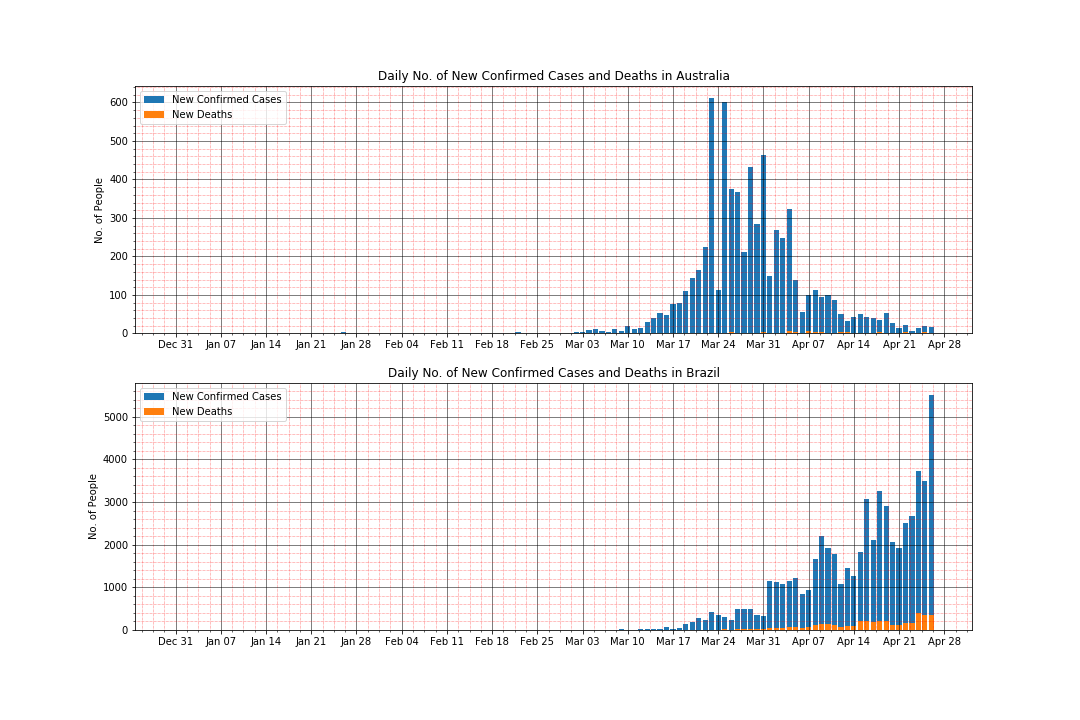 Daily No. of New Confirmed Cases and Deaths in Australia
New Confirmed Cases
New Deaths
No. of People
600
500
400
300
200
100
0
Dec 31 Jan 07 Jan 14 Jan 21 Jan 28 Feb 04 Feb 11 Feb 18 Feb 25 Mar 03 Mar 10 Mar 17 Mar 24 Mar 31 Apr 07 Apr 14 Apr 21 Apr 28
Daily No. of New Confirmed Cases and Deaths in Brazil
New Confirmed Cases
New Deaths
No. of People
5000
4000
3000
2000
1000
0
Dec 31 Jan 07 Jan 14 Jan 21 Jan 28 Feb 04 Feb 11 Feb 18 Feb 25 Mar 03 Mar 10 Mar 17 Mar 24 Mar 31 Apr 07 Apr 14 Apr 21 Apr 28